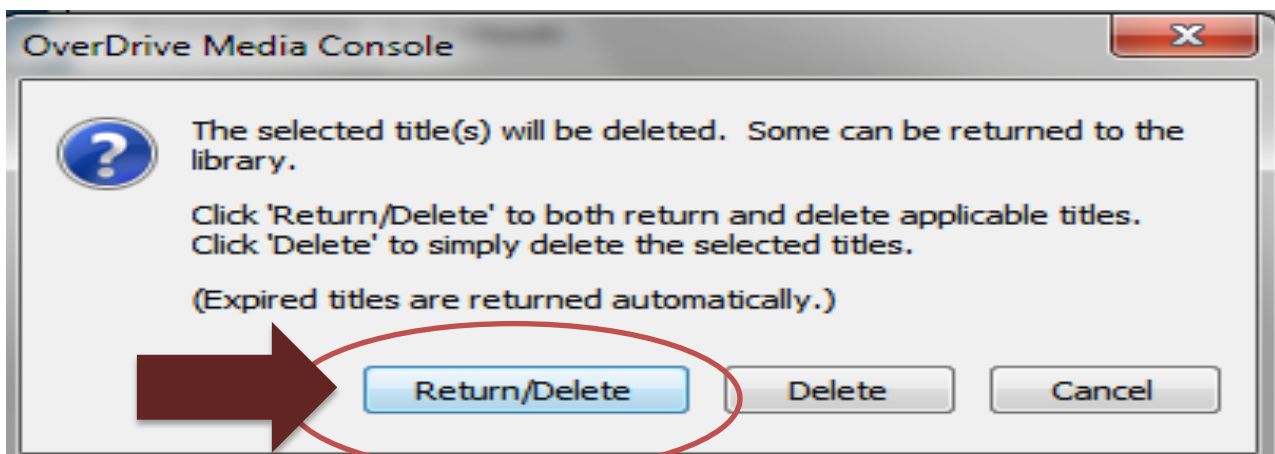 OverDrive Media Console
The selected title(s) will be deleted.  Some can be returned to the
library.
Click 'Return/Delete' to both return and delete applicable titles.
Click 'Delete' to simply delete the selected titles.
(Expired titles are returned automatically.)
Return/Delete Delete Cancel